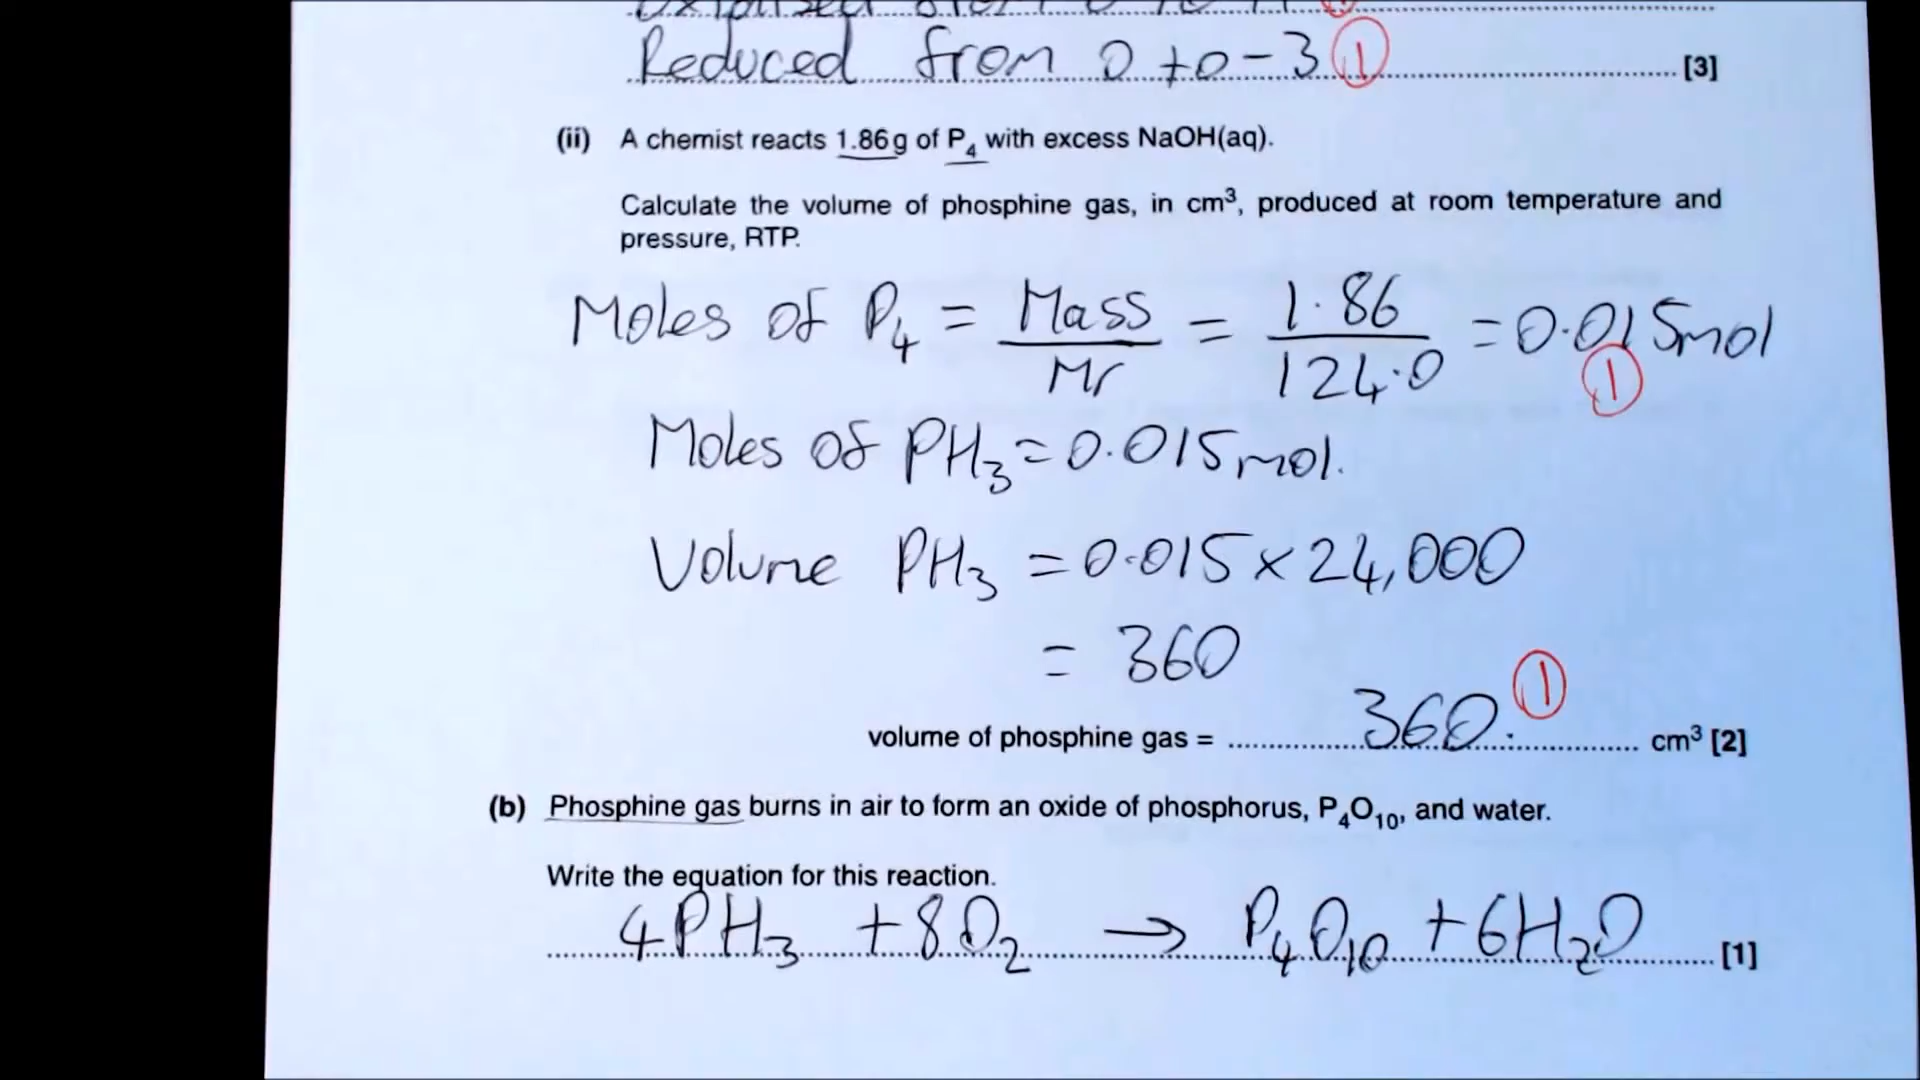 Reduced from 0 to -3 ① [3]
(ii) A chemist reacts 1.86g of P₄ with excess NaOH(aq).
Calculate the volume of phosphine gas, in cm³, produced at room temperature and
pressure, RTP.
Moles of P₄ = Mass/Mr = 1.86/124.0 = 0.015mol
①
Moles of PH₃ = 0.015mol.
Volume PH₃ = 0.015 × 24,000
= 360
①
volume of phosphine gas = 360. cm³ [2]
(b) Phosphine gas burns in air to form an oxide of phosphorus, P₄O₁₀, and water.
Write the equation for this reaction.
4PH₃ + 8O₂ → P₄O₁₀ + 6H₂O [1]